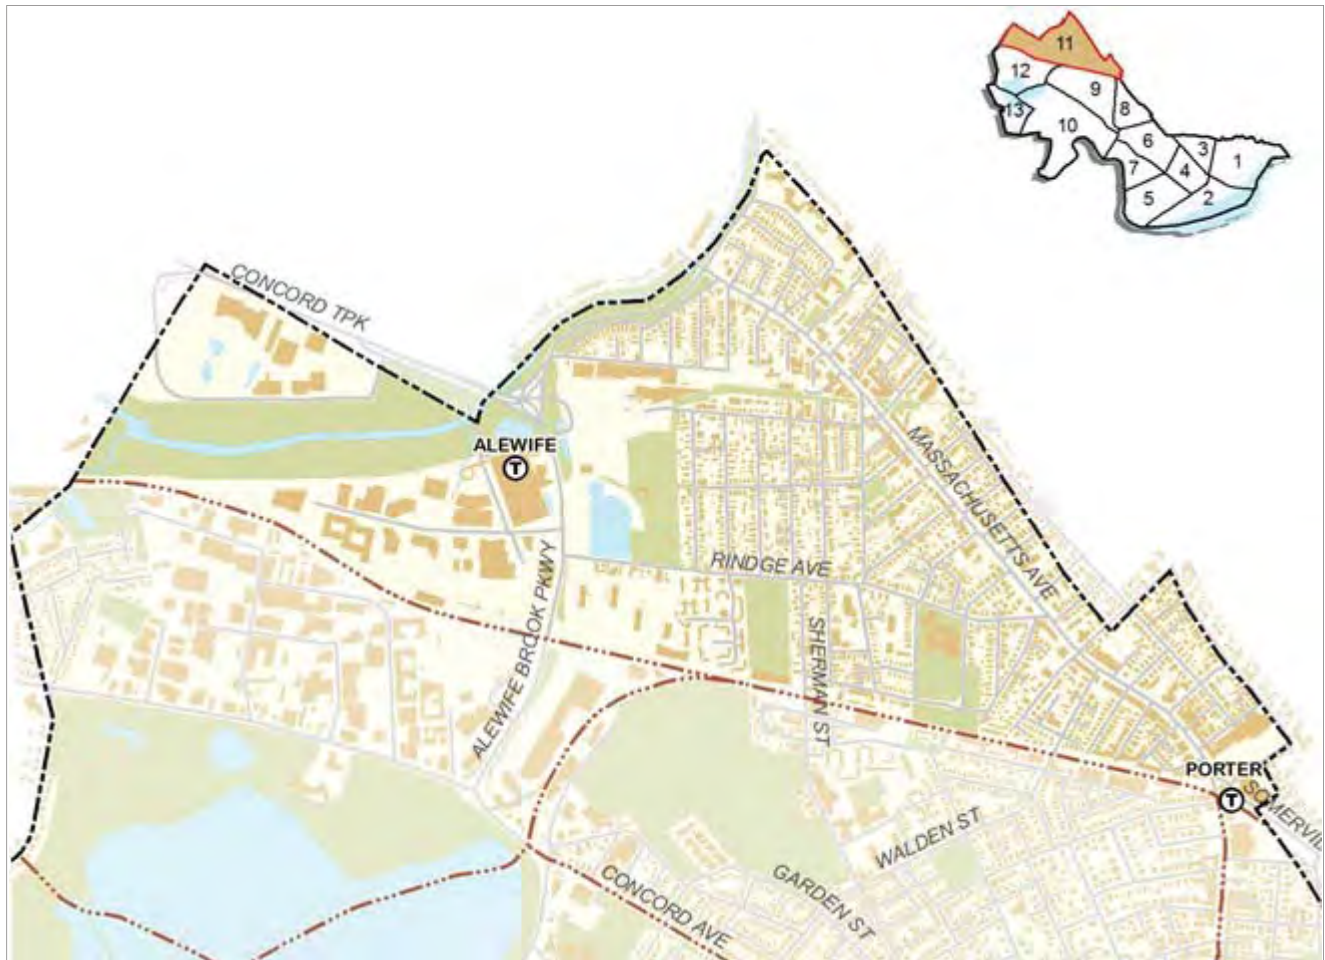 11
12
9
8
13
10
6
3
1
7
4
5
2
CONCORD TPK
ALEWIFE
T
MASSACHUSETTS AVE
RINDGE AVE
ALEWIFE BROOK PKWY
SHERMAN ST
PORTER
T
SOMERVIL
WALDEN ST
GARDEN ST
CONCORD AVE